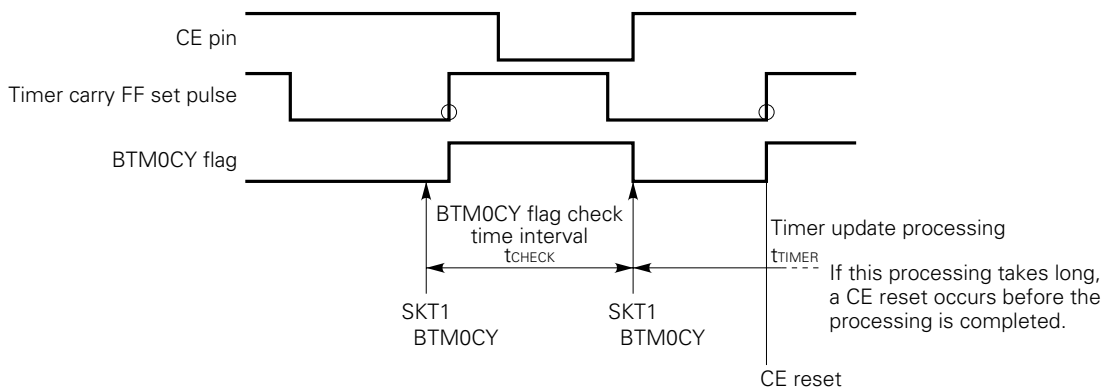 CE pin
Timer carry FF set pulse
BTM0CY flag
BTM0CY flag check
time interval
tCHECK
Timer update processing
tTIMER
If this processing takes long,
a CE reset occurs before the
processing is completed.
SKT1
BTM0CY
SKT1
BTM0CY
CE reset